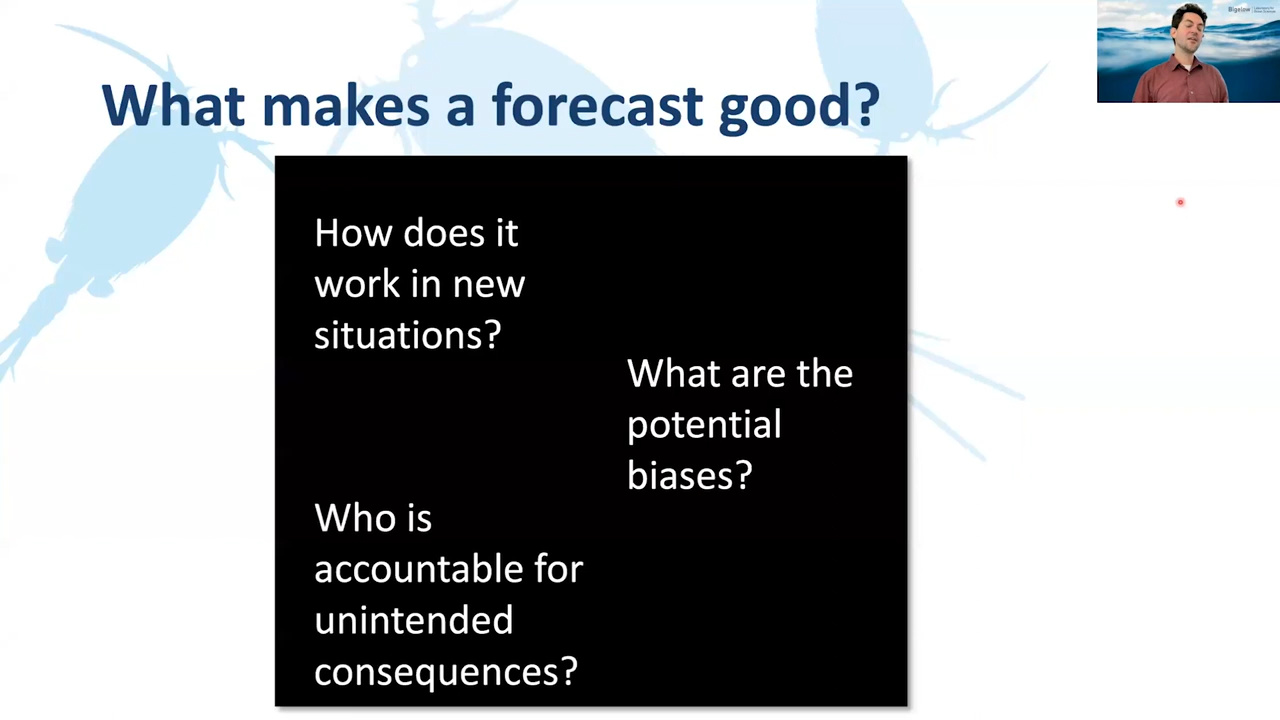 Bigelow
What makes a forecast good?
How does it
work in new
situations?
What are the
potential
biases?
Who is
accountable for
unintended
consequences?